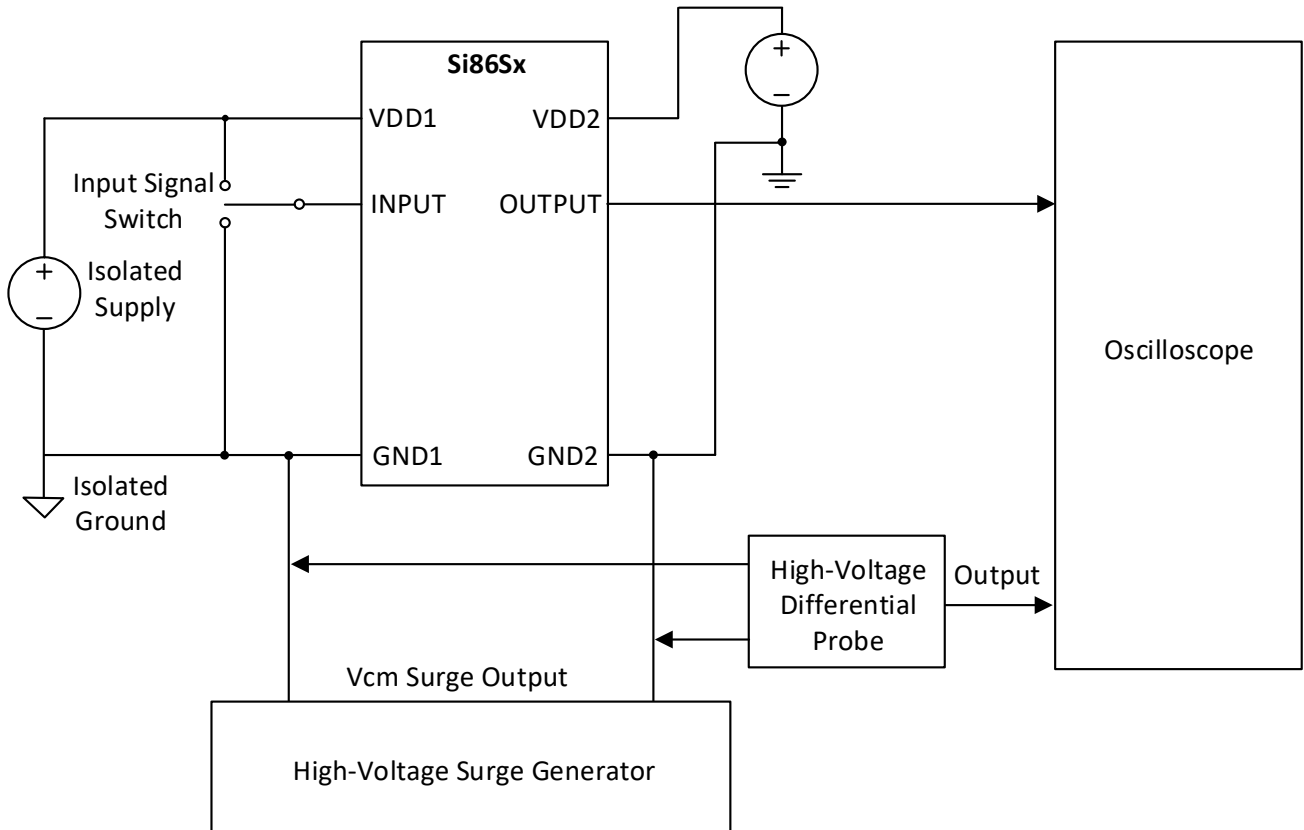 Si86Sx
VDD1
VDD2
Input Signal
Switch
INPUT
OUTPUT
+
−
Isolated
Supply
+
−
Oscilloscope
GND1
GND2
Isolated
Ground
High-Voltage
Differential
Probe
Output
Vcm Surge Output
High-Voltage Surge Generator